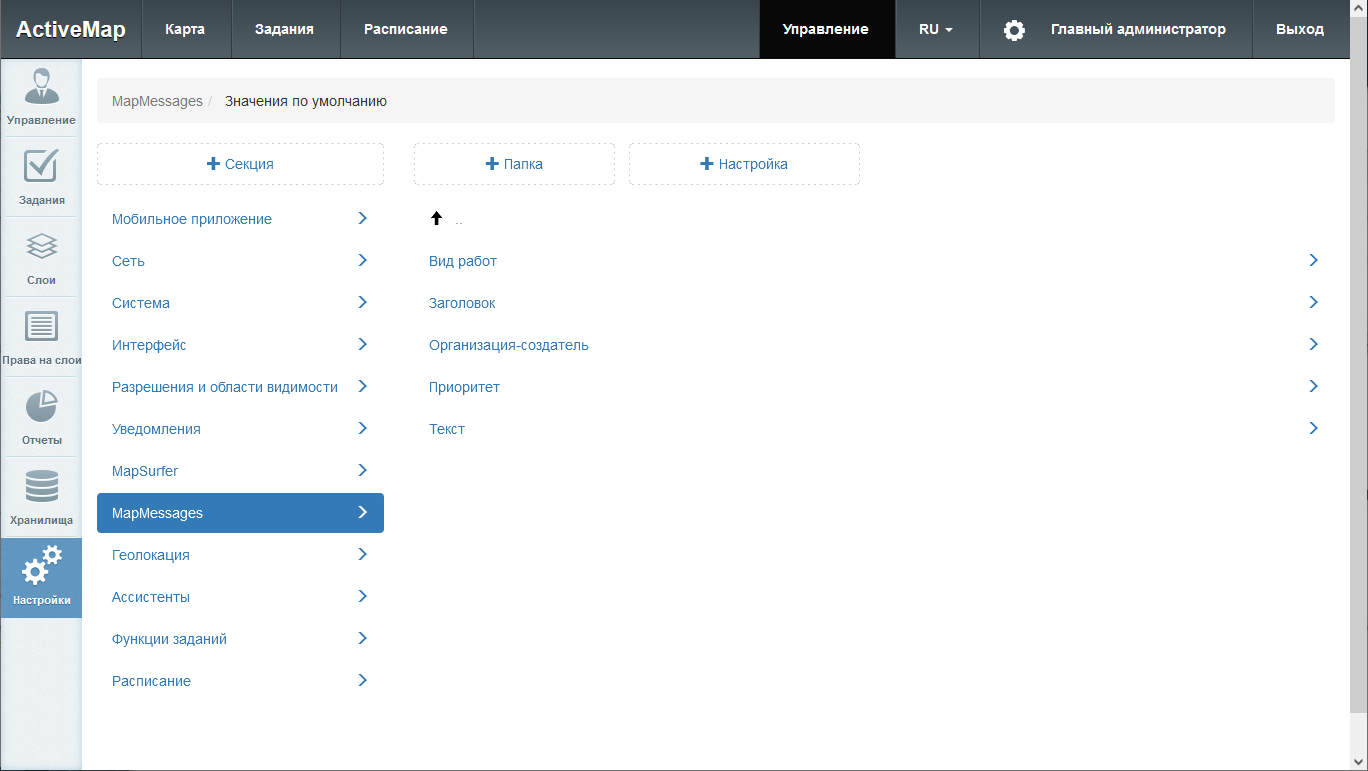 ActiveMap Карта Задания Расписание Управление RU Главный администратор Выход
Управление
Задания
Слои
Права на слои
Отчеты
Хранилища
Настройки
MapMessages / Значения по умолчанию
Секция
Папка
Настройка
Мобильное приложение
Сеть
Система
Интерфейс
Разрешения и области видимости
Уведомления
MapSurfer
MapMessages
Геолокация
Ассистенты
Функции заданий
Расписание
..
Вид работ
Заголовок
Организация-создатель
Приоритет
Текст